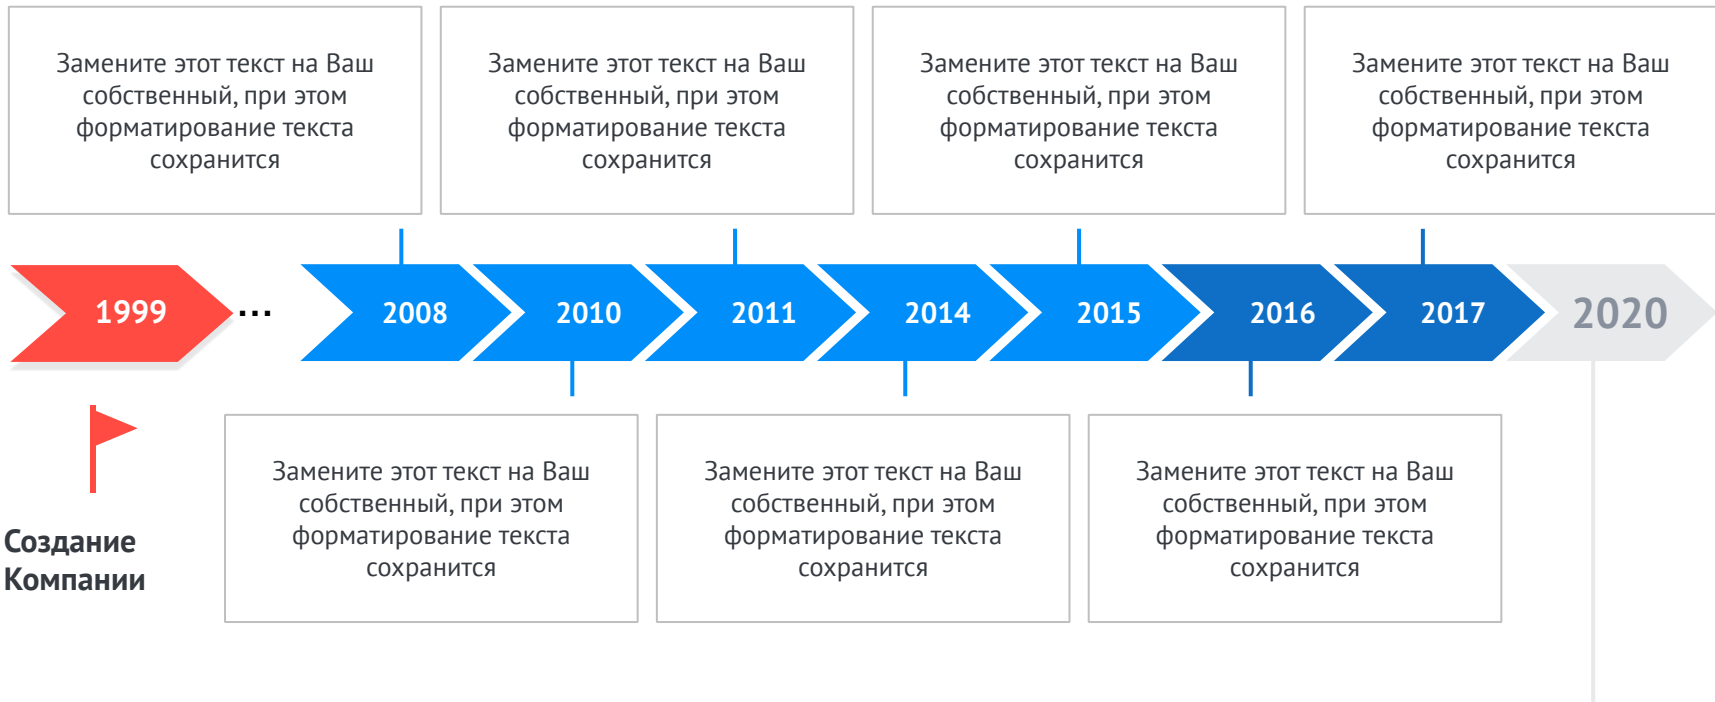 Замените этот текст на Ваш
собственный, при этом
форматирование текста
сохранится
Замените этот текст на Ваш
собственный, при этом
форматирование текста
сохранится
Замените этот текст на Ваш
собственный, при этом
форматирование текста
сохранится
Замените этот текст на Ваш
собственный, при этом
форматирование текста
сохранится
1999 ... 2008 2010 2011 2014 2015 2016 2017 2020
Создание
Компании
Замените этот текст на Ваш
собственный, при этом
форматирование текста
сохранится
Замените этот текст на Ваш
собственный, при этом
форматирование текста
сохранится
Замените этот текст на Ваш
собственный, при этом
форматирование текста
сохранится